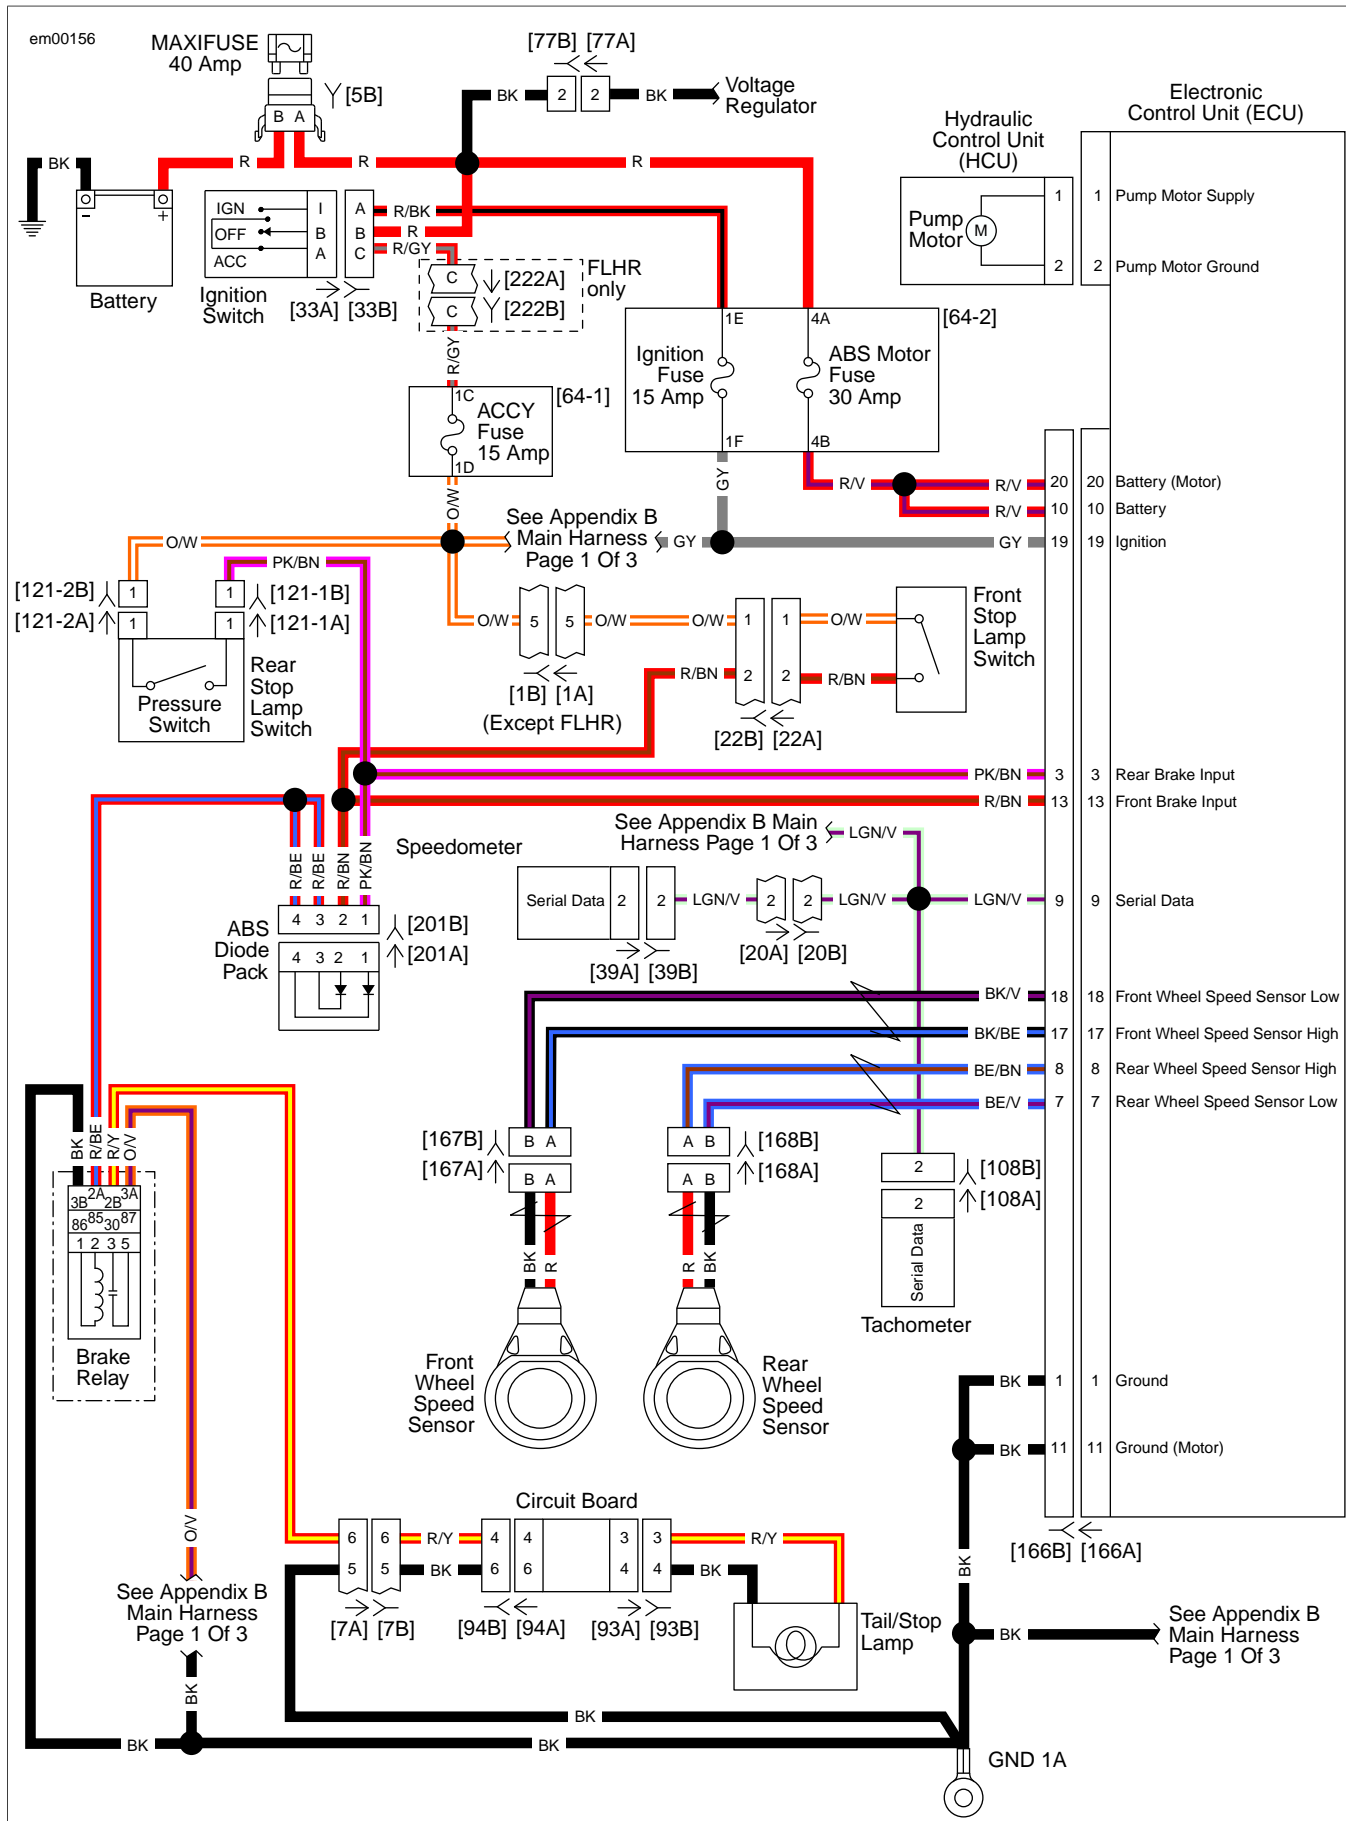 em00156
MAXIFUSE
40 Amp
[5B]
B A
[77B] [77A]
BK
2
2
BK
Voltage
Regulator
Electronic
Control Unit (ECU)
Hydraulic
Control Unit
(HCU)
BK
R
R
R
-
+
Battery
IGN
OFF
ACC
I
B
A
A
B
C
R/BK
R
R/GY
Ignition
Switch
[33A] [33B]
C
C
[222A]
[222B]
FLHR
only
Pump
Motor
M
1
2
1
2
Pump Motor Supply
Pump Motor Ground
R/GY
1C
ACCY
Fuse
15 Amp
1D
[64-1]
1E
4A
Ignition
Fuse
15 Amp
ABS Motor
Fuse
30 Amp
1F
4B
[64-2]
O/W
GY
R/V
R/V
20
20
Battery (Motor)
R/V
10
10
Battery
See Appendix B
Main Harness
Page 1 Of 3
GY
GY
19
19
Ignition
O/W
PK/BN
[121-2B]
1
1
[121-1B]
[121-2A]
1
1
[121-1A]
Pressure
Switch
Rear
Stop
Lamp
Switch
O/W
5
5
O/W
1
1
O/W
[1B] [1A]
(Except FLHR)
R/BN
2
2
R/BN
[22B] [22A]
Front
Stop
Lamp
Switch
PK/BN
3
3
Rear Brake Input
R/BN
13
13
Front Brake Input
R/BE
R/BE
R/BN
PK/BN
See Appendix B Main
Harness Page 1 Of 3
LGN/V
Speedometer
Serial Data
2
2
LGN/V
2
2
LGN/V
LGN/V
9
9
Serial Data
[39A] [39B]
[20A] [20B]
ABS
Diode
Pack
4 3 2 1
[201B]
4 3 2 1
[201A]
BK/V
18
18
Front Wheel Speed Sensor Low
BK/BE
17
17
Front Wheel Speed Sensor High
BE/BN
8
8
Rear Wheel Speed Sensor High
BE/V
7
7
Rear Wheel Speed Sensor Low
BK
R/BE
R/Y
O/V
3B 2A 2B 3A
86 85 30 87
1 2 3 5
Brake
Relay
[167B]
B A
[167A]
B A
BK
R
Front
Wheel
Speed
Sensor
A B
[168B]
A B
[168A]
R
BK
Rear
Wheel
Speed
Sensor
2
[108B]
2
[108A]
Serial Data
Tachometer
BK
1
1
Ground
BK
11
11
Ground (Motor)
[166B] [166A]
Circuit Board
6
6
R/Y
4
4
3
3
R/Y
5
5
BK
6
6
4
4
BK
[7A] [7B]
[94B] [94A]
[93A] [93B]
Tail/Stop
Lamp
O/V
See Appendix B
Main Harness
Page 1 Of 3
BK
BK
BK
BK
BK
BK
See Appendix B
Main Harness
Page 1 Of 3
GND 1A